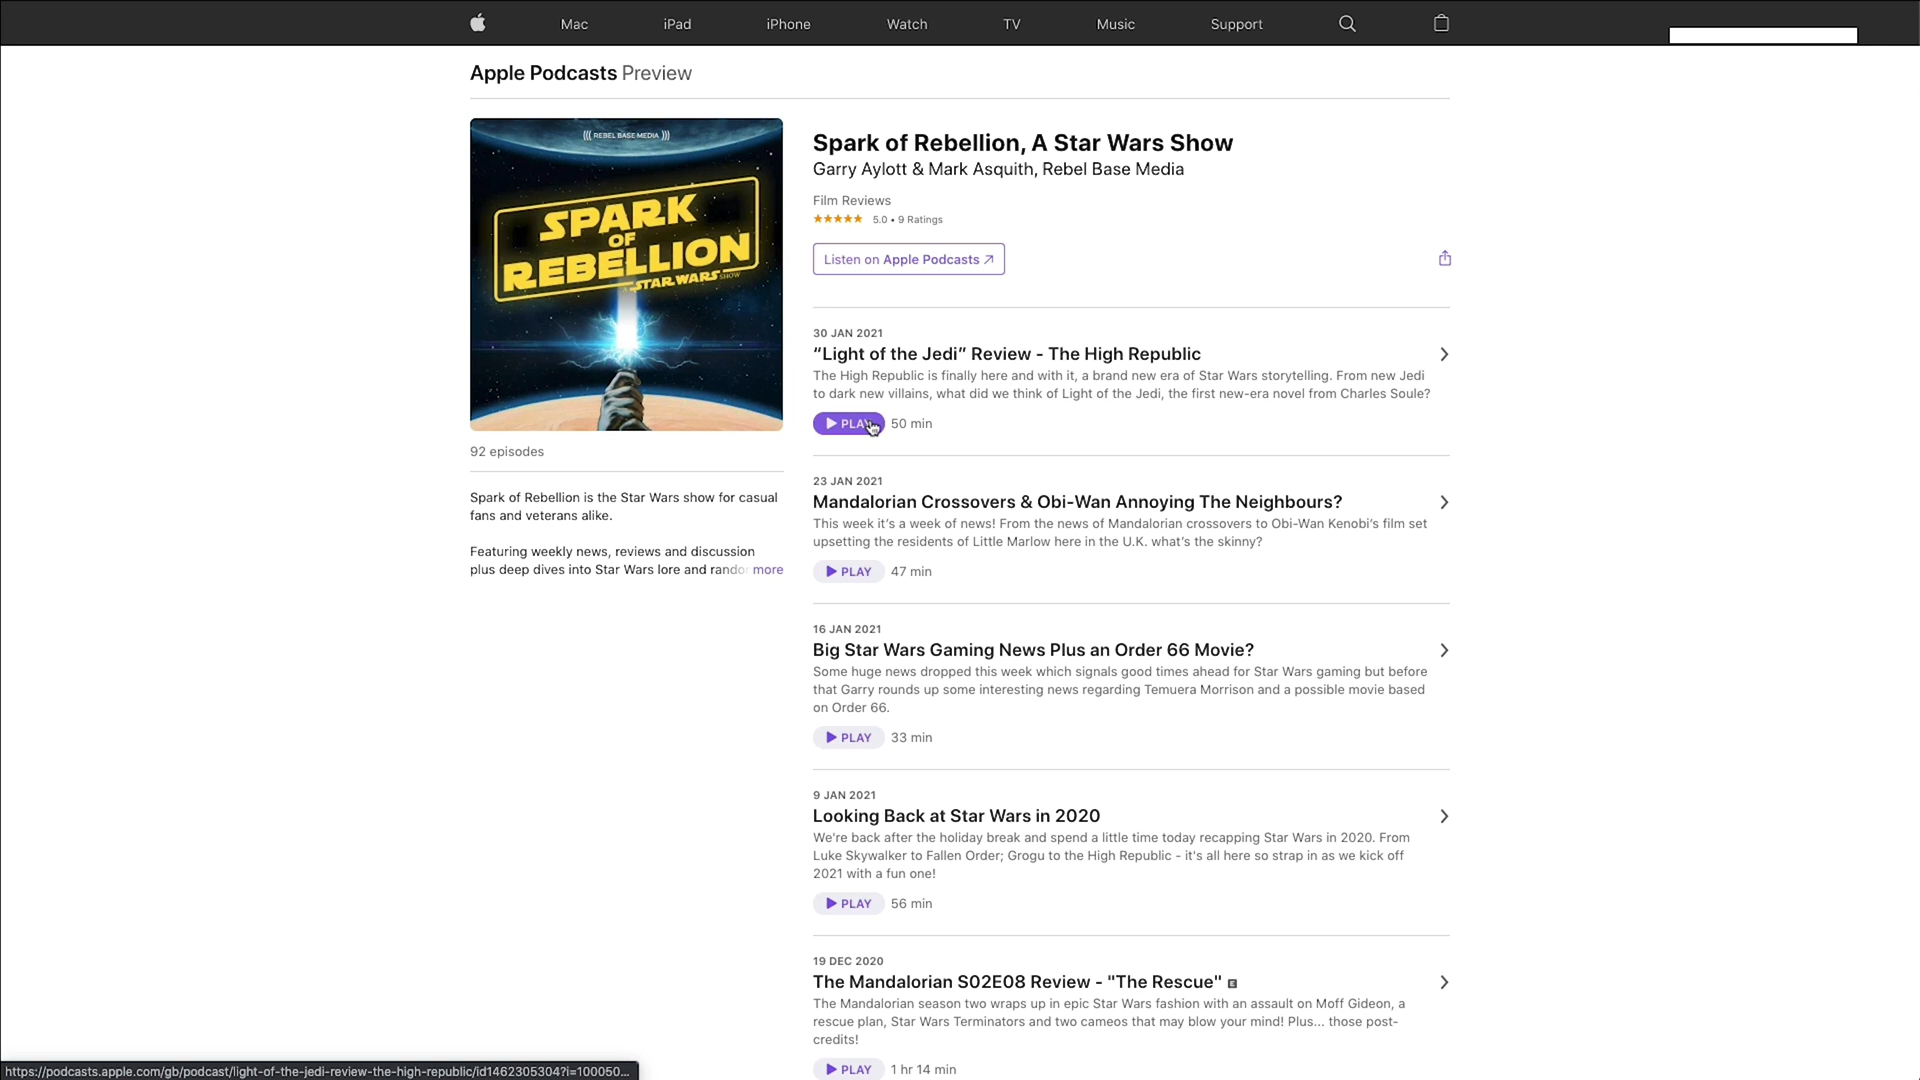 Mac iPad iPhone Watch TV Music Support
Apple Podcasts Preview
((( REBEL BASE MEDIA )))
SPARK
OF
REBELLION
A STAR WARS SHOW
92 episodes
Spark of Rebellion is the Star Wars show for casual
fans and veterans alike.
Featuring weekly news, reviews and discussion
plus deep dives into Star Wars lore and rando more
Spark of Rebellion, A Star Wars Show
Garry Aylott & Mark Asquith, Rebel Base Media
Film Reviews
★★★★★ 5.0 • 9 Ratings
Listen on Apple Podcasts ↗
30 JAN 2021
“Light of the Jedi” Review - The High Republic
The High Republic is finally here and with it, a brand new era of Star Wars storytelling. From new Jedi
to dark new villains, what did we think of Light of the Jedi, the first new-era novel from Charles Soule?
PLAY 50 min
23 JAN 2021
Mandalorian Crossovers & Obi-Wan Annoying The Neighbours?
This week it’s a week of news! From the news of Mandalorian crossovers to Obi-Wan Kenobi’s film set
upsetting the residents of Little Marlow here in the U.K. what’s the skinny?
PLAY 47 min
16 JAN 2021
Big Star Wars Gaming News Plus an Order 66 Movie?
Some huge news dropped this week which signals good times ahead for Star Wars gaming but before
that Garry rounds up some interesting news regarding Temuera Morrison and a possible movie based
on Order 66.
PLAY 33 min
9 JAN 2021
Looking Back at Star Wars in 2020
We're back after the holiday break and spend a little time today recapping Star Wars in 2020. From
Luke Skywalker to Fallen Order; Grogu to the High Republic - it's all here so strap in as we kick off
2021 with a fun one!
PLAY 56 min
19 DEC 2020
The Mandalorian S02E08 Review - "The Rescue" E
The Mandalorian season two wraps up in epic Star Wars fashion with an assault on Moff Gideon, a
rescue plan, Star Wars Terminators and two cameos that may blow your mind! Plus... those post-
credits!
PLAY 1 hr 14 min
https://podcasts.apple.com/gb/podcast/light-of-the-jedi-review-the-high-republic/id1462305304?i=100050...